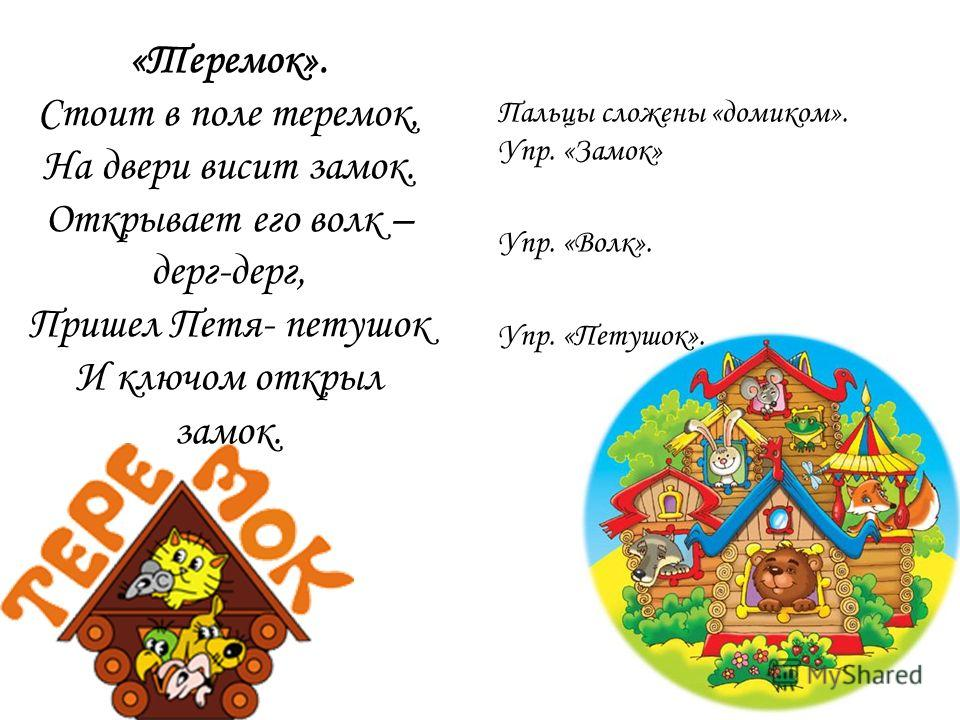 «Теремок».
Стоит в поле теремок,
На двери висит замок.
Открывает его волк –
дерг-дерг,
Пришел Петя- петушок
И ключом открыл
замок.
Пальцы сложены «домиком».
Упр. «Замок»
Упр. «Волк».
Упр. «Петушок».
ТЕРЕМОК
MyShared